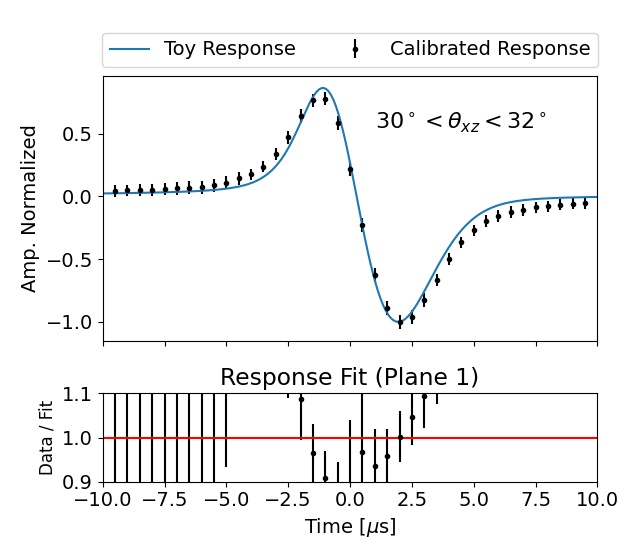 Toy Response Calibrated Response
30° < θxz < 32°
Amp. Normalized
0.5
0.0
−0.5
−1.0
Response Fit (Plane 1)
Data / Fit
1.1
1.0
0.9
−10.0 −7.5 −5.0 −2.5 0.0 2.5 5.0 7.5 10.0
Time [μs]